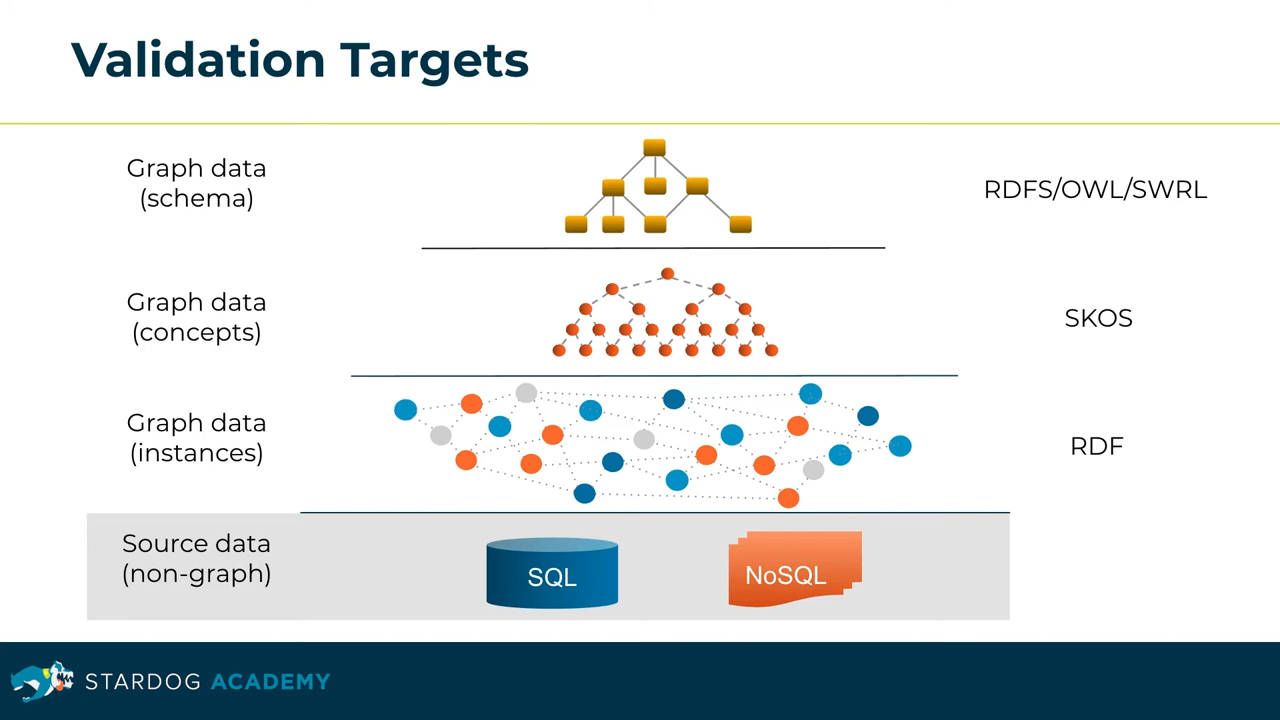 Validation Targets
Graph data
(schema)
RDFS/OWL/SWRL
Graph data
(concepts)
SKOS
Graph data
(instances)
RDF
Source data
(non-graph)
SQL
NoSQL
STARDOG ACADEMY